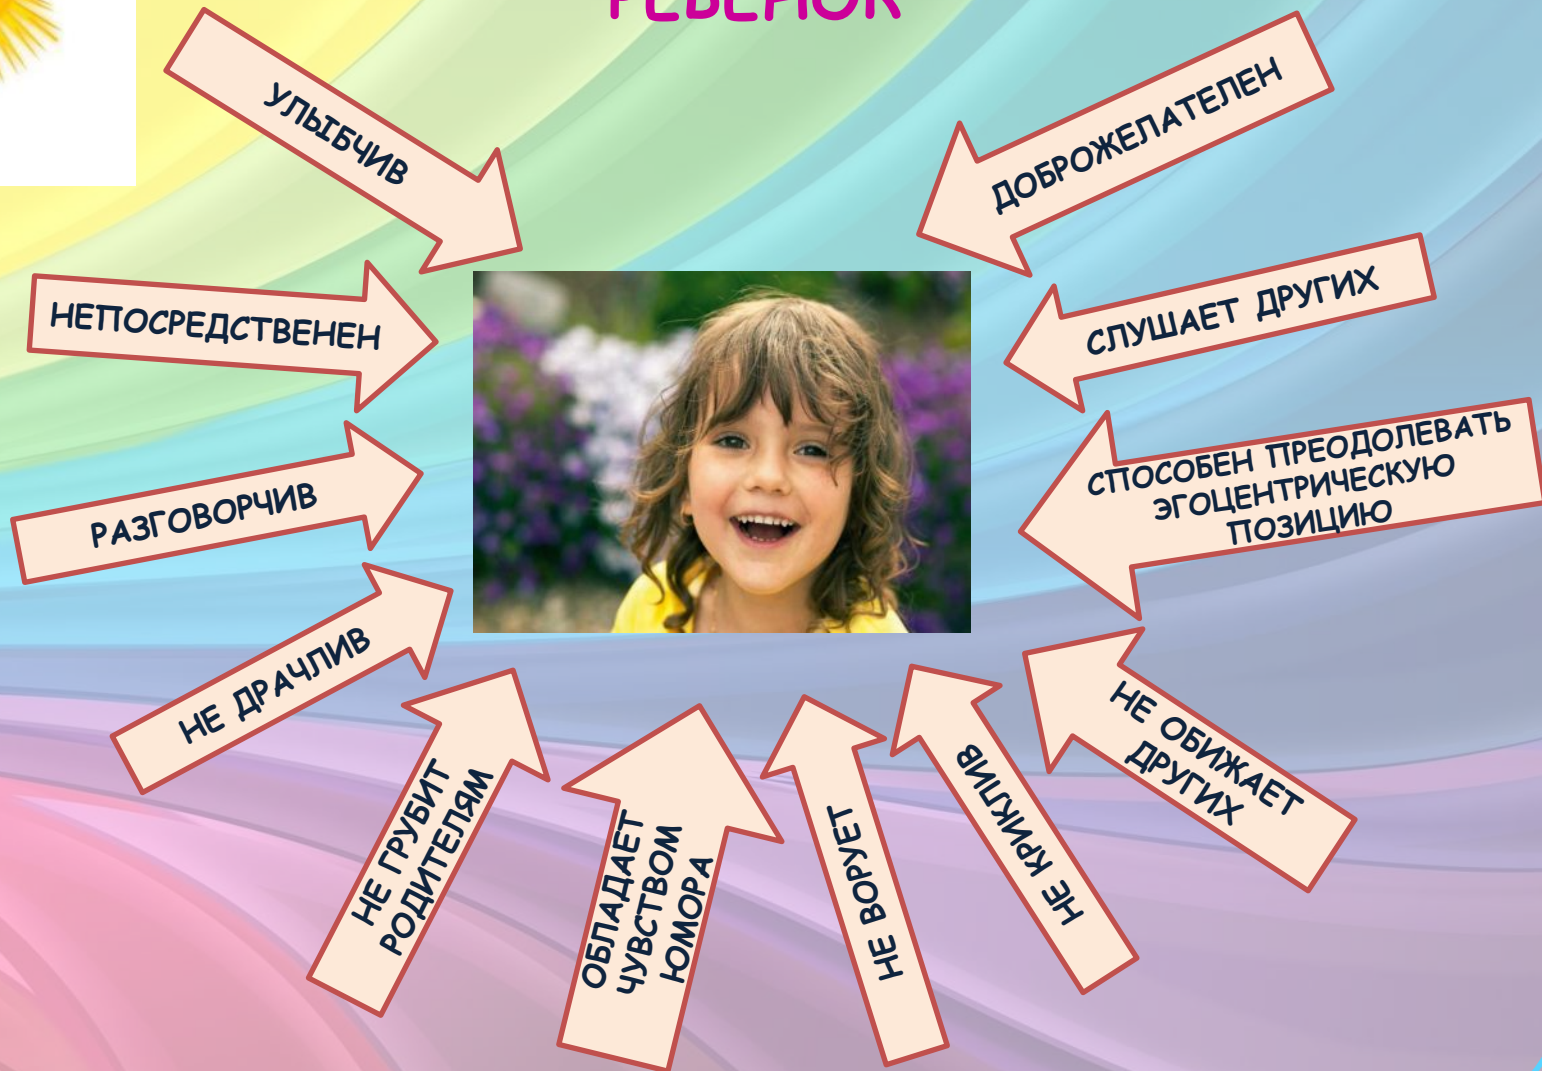 РЕБЕНОК
УЛЫБЧИВ
ДОБРОЖЕЛАТЕЛЕН
НЕПОСРЕДСТВЕНЕН
СЛУШАЕТ ДРУГИХ
РАЗГОВОРЧИВ
СПОСОБЕН ПРЕОДОЛЕВАТЬ
ЭГОЦЕНТРИЧЕСКУЮ
ПОЗИЦИЮ
НЕ ДРАЧЛИВ
НЕ ГРУБИТ
РОДИТЕЛЯМ
ОБЛАДАЕТ
ЧУВСТВОМ
ЮМОРА
НЕ ВОРУЕТ
НЕ КРИКЛИВ
НЕ ОБИЖАЕТ
ДРУГИХ